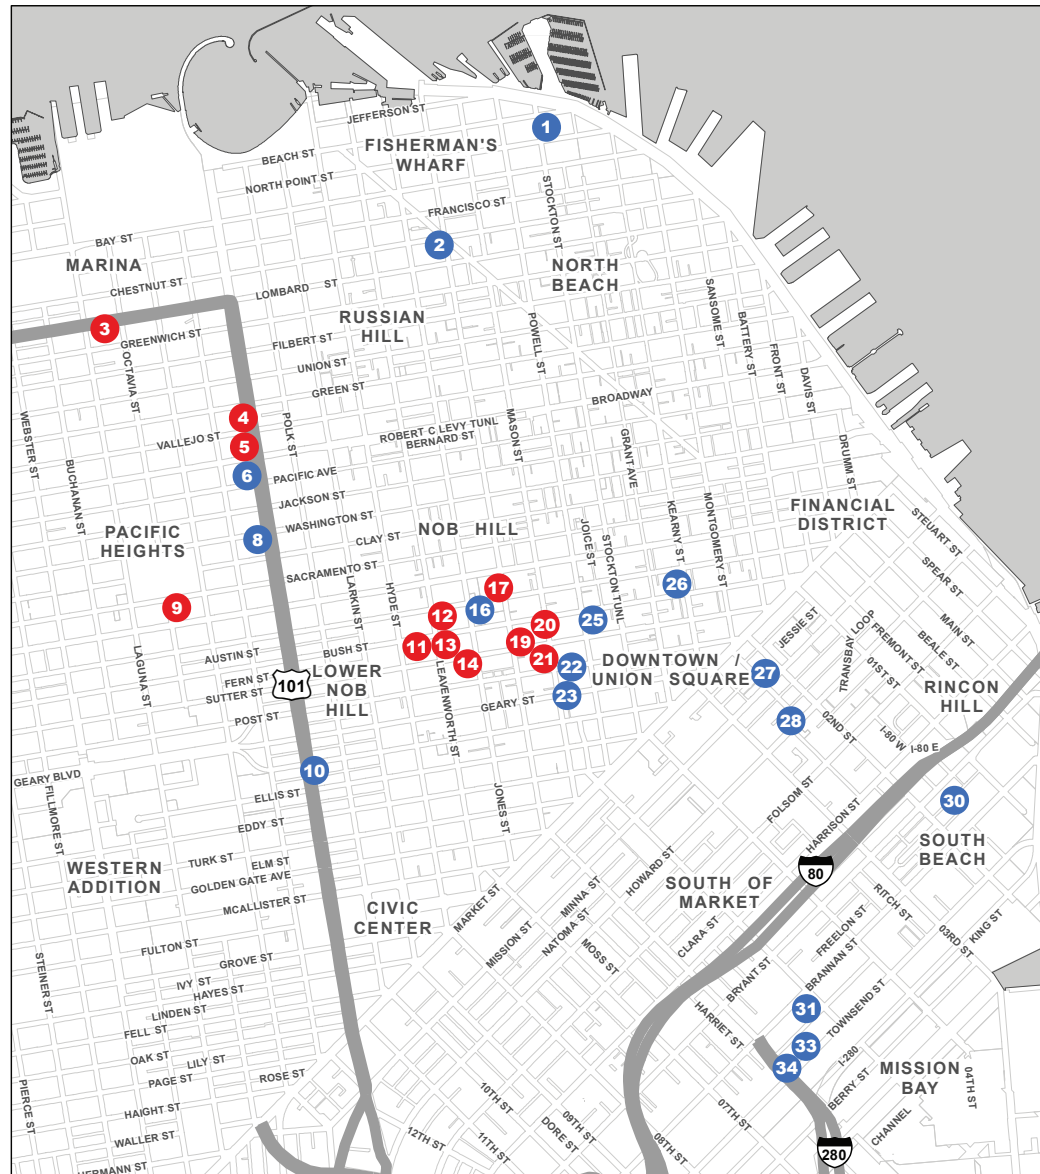 JEFFERSON ST
1
FISHERMAN'S
WHARF
BEACH ST
NORTH POINT ST
STOCKTON ST
FRANCISCO ST
2
BAY ST
MARINA
NORTH
BEACH
CHESTNUT ST
LOMBARD ST
SANSOME ST
BATTERY ST
3
GREENWICH ST
RUSSIAN
HILL
FILBERT ST
POWELL ST
FRONT ST
UNION ST
DAVIS ST
OCTAVIA ST
GREEN ST
BROADWAY
4
WEBSTER ST
POLK ST
MASON ST
VALLEJO ST
5
ROBERT C LEVY TUNL
BERNARD ST
GRANT AVE
DRUMM ST
BUCHANAN ST
6
PACIFIC AVE
JACKSON ST
WASHINGTON ST
KEARNY ST
MONTGOMERY ST
FINANCIAL
DISTRICT
STEUART ST
PACIFIC
HEIGHTS
8
CLAY ST
NOB HILL
JOICE ST
STOCKTON TUNL
SPEAR ST
SACRAMENTO ST
LARKIN ST
HYDE ST
17
26
9
16
12
25
20
JESSIE ST
TRANSBAY LOOP
MAIN ST
BEALE ST
FREMONT ST
01ST ST
LAGUNA ST
AUSTIN ST
BUSH ST
11
13
19
21
14
22
DOWNTOWN /
UNION SQUARE
27
FERN ST
SUTTER ST
101
LOWER
NOB
HILL
LEAVENWORTH ST
GEARY ST
23
RINCON
HILL
POST ST
28
02ND ST
I-80 W
I-80 E
GEARY BLVD
10
FILLMORE ST
ELLIS ST
JONES ST
FOLSOM ST
HARRISON ST
30
EDDY ST
SOUTH
BEACH
WESTERN
ADDITION
TURK ST
ELM ST
GOLDEN GATE AVE
MCALLISTER ST
HOWARD ST
80
SOUTH OF
MARKET
MARKET ST
MINNA ST
RITCH ST
CIVIC
CENTER
MISSION ST
NATOMA ST
CLARA ST
FREELON ST
KING ST
03RD ST
FULTON ST
MOSS ST
STEINER ST
GROVE ST
BRYANT ST
BRANNAN ST
IVY ST
HAYES ST
LINDEN ST
31
TOWNSEND ST
HARRIET ST
FELL ST
33
OAK ST
LILY ST
34
I-280
MISSION
BAY
PAGE ST
ROSE ST
BERRY ST
PIERCE ST
04TH ST
HAIGHT ST
10TH ST
09TH ST
07TH ST
CHANNEL
WALLER ST
12TH ST
11TH ST
DORE ST
08TH ST
280
HERMANN ST